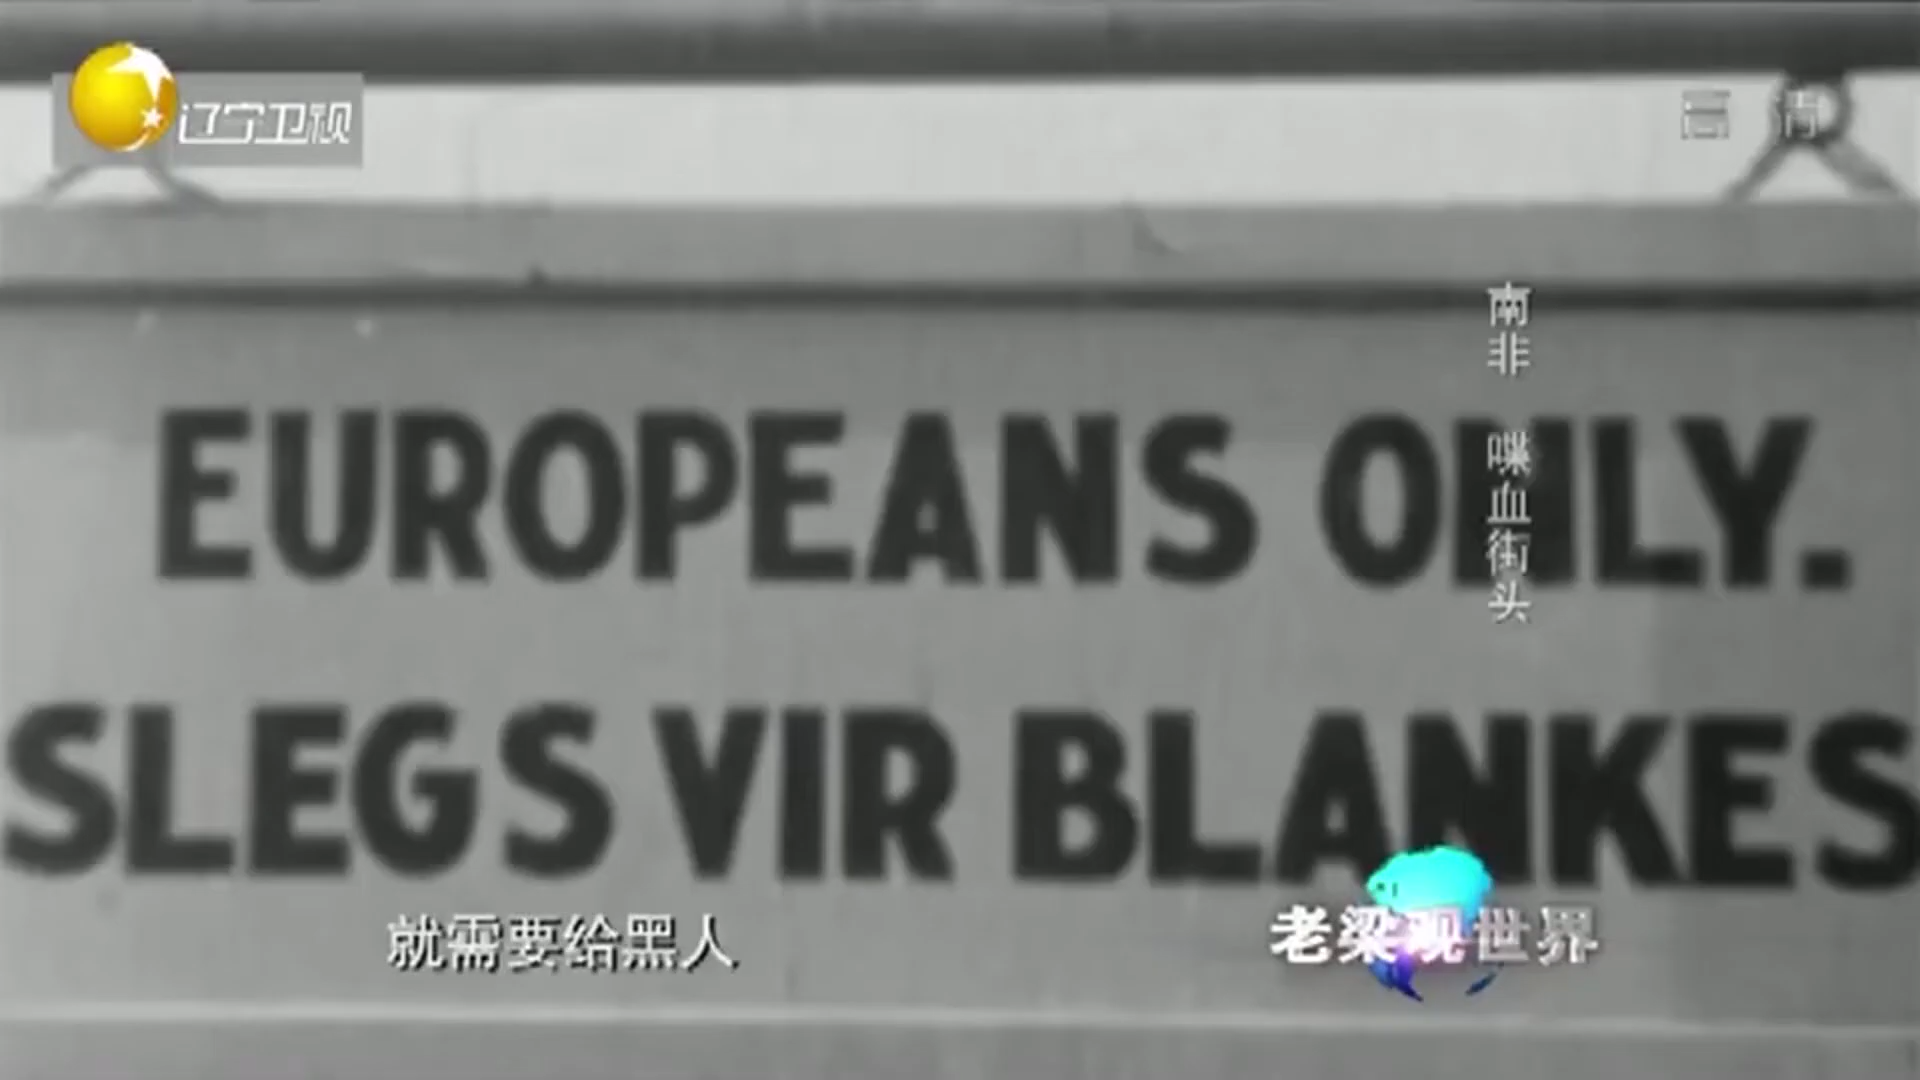 辽宁卫视
高清
南非 喋血街头
EUROPEANS ONLY.
SLEGS VIR BLANKES
就需要给黑人
老梁观世界